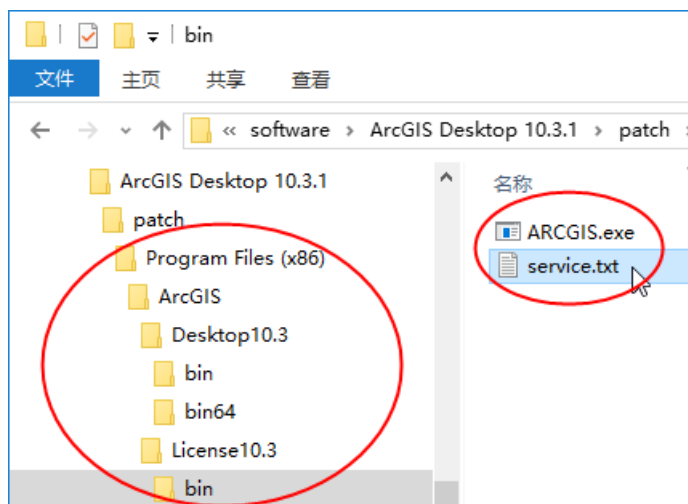 bin
文件 主页 共享 查看
« software › ArcGIS Desktop 10.3.1 › patch ›
ArcGIS Desktop 10.3.1
patch
Program Files (x86)
ArcGIS
Desktop10.3
bin
bin64
License10.3
bin
名称
ARCGIS.exe
service.txt